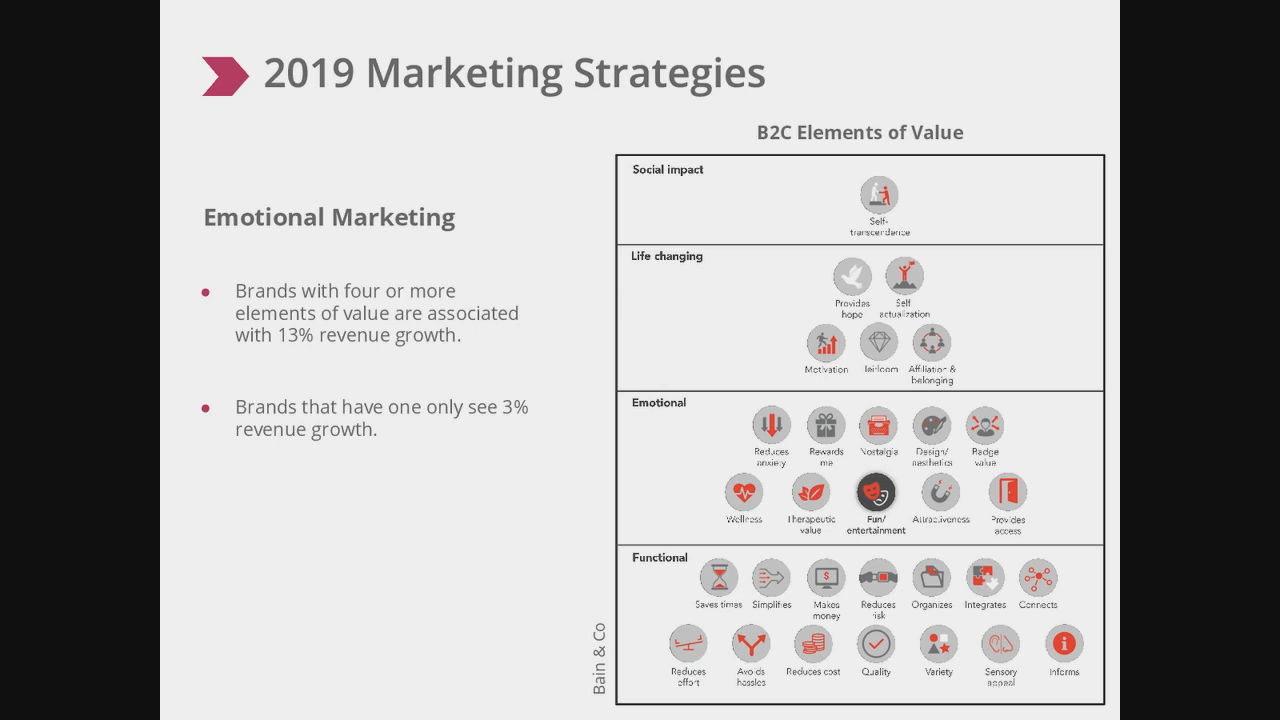 2019 Marketing Strategies
B2C Elements of Value
Emotional Marketing
● Brands with four or more
elements of value are associated
with 13% revenue growth.
● Brands that have one only see 3%
revenue growth.
Social impact
Self-
transcendence
Life changing
Provides
hope
Self
actualization
Motivation
Heirloom
Affiliation &
belonging
Emotional
Reduces
anxiety
Rewards
me
Nostalgia
Design/
aesthetics
Badge
value
Wellness
Therapeutic
value
Fun/
entertainment
Attractiveness
Provides
access
Functional
Saves times
Simplifies
Makes
money
Reduces
risk
Organizes
Integrates
Connects
Reduces
effort
Avoids
hassles
Reduces cost
Quality
Variety
Sensory
appeal
Informs
Bain & Co